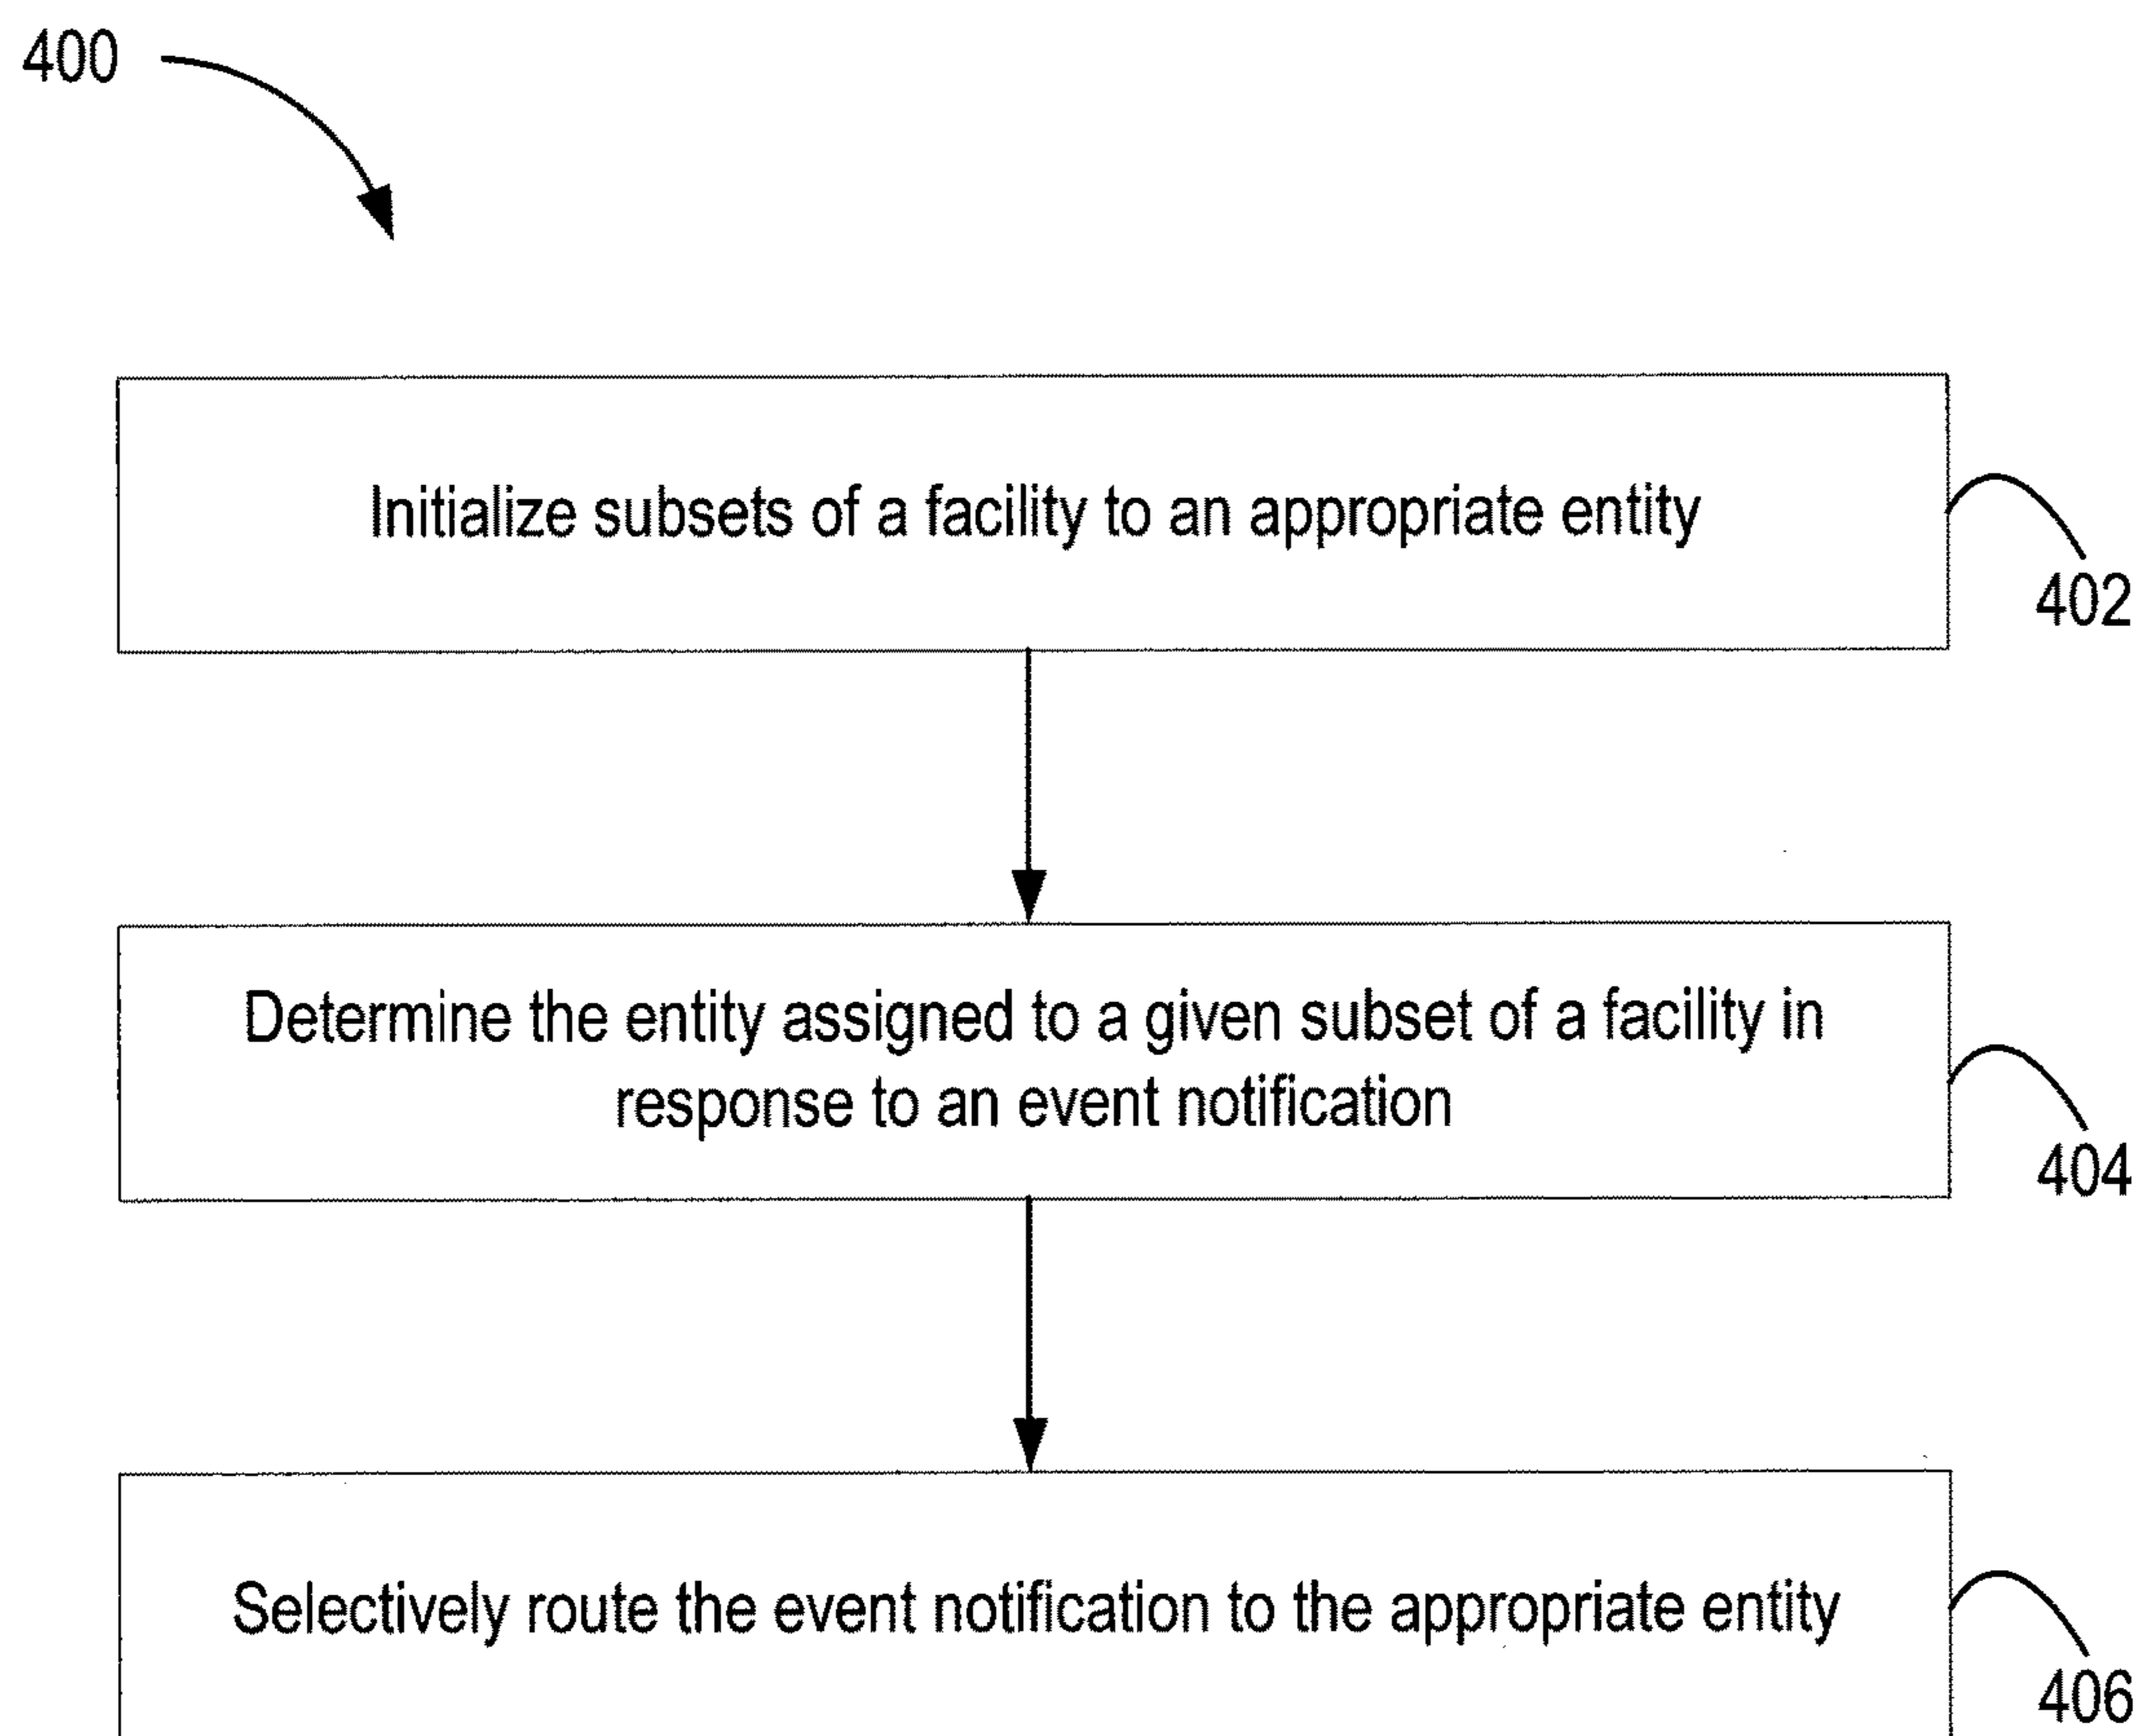 400
Initialize subsets of a facility to an appropriate entity
402
Determine the entity assigned to a given subset of a facility in
response to an event notification
404
Selectively route the event notification to the appropriate entity
406